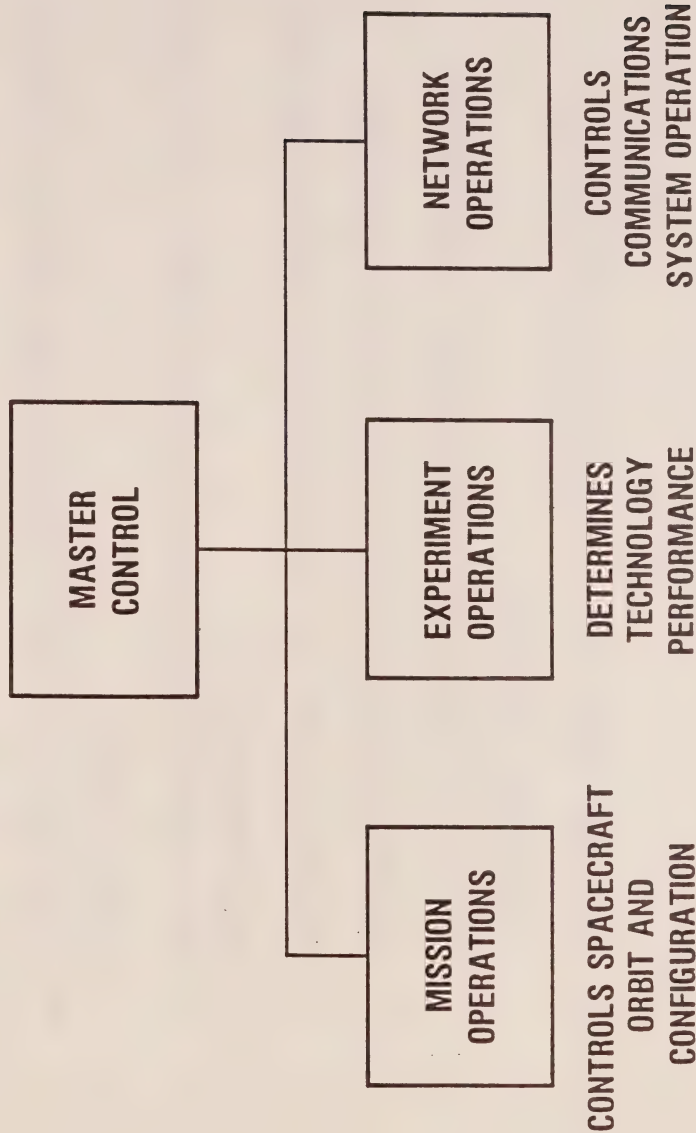 MASTER
CONTROL
MISSION
OPERATIONS
CONTROLS SPACECRAFT
ORBIT AND
CONFIGURATION
EXPERIMENT
OPERATIONS
DETERMINES
TECHNOLOGY
PERFORMANCE
NETWORK
OPERATIONS
CONTROLS
COMMUNICATIONS
SYSTEM OPERATION